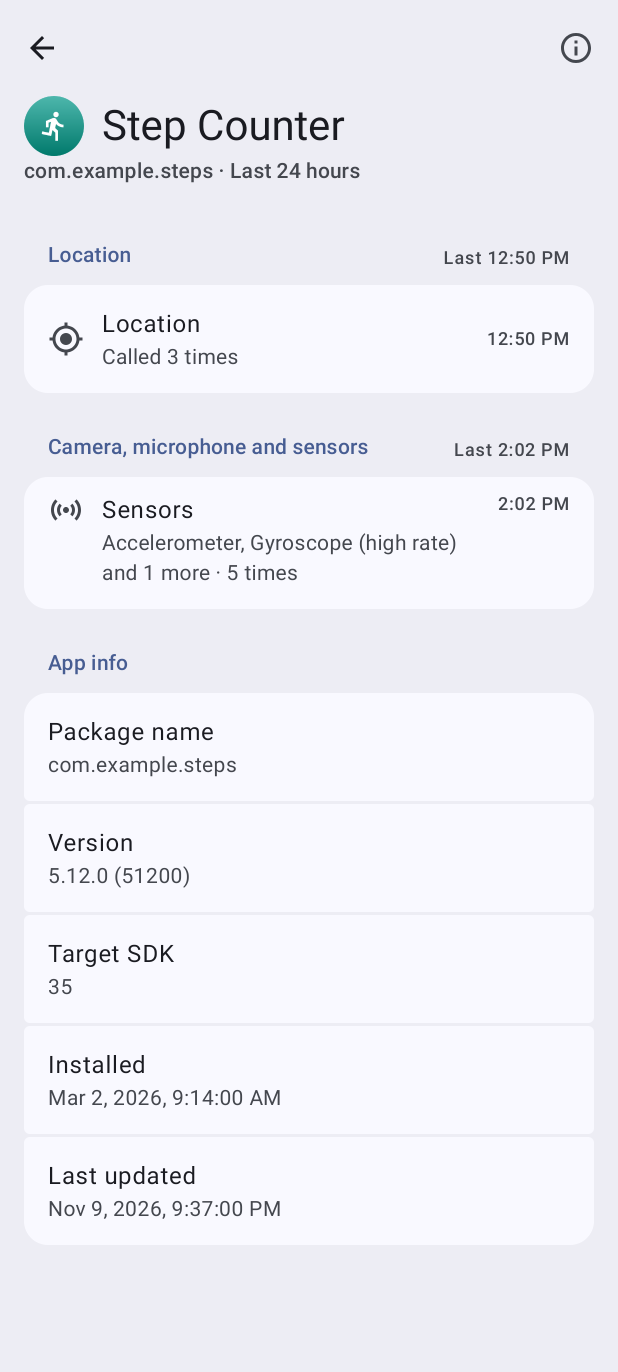 Step Counter
com.example.steps · Last 24 hours
Location
Last 12:50 PM
Location
Called 3 times
12:50 PM
Camera, microphone and sensors
Last 2:02 PM
Sensors
2:02 PM
Accelerometer, Gyroscope (high rate)
and 1 more · 5 times
App info
Package name
com.example.steps
Version
5.12.0 (51200)
Target SDK
35
Installed
Mar 2, 2026, 9:14:00 AM
Last updated
Nov 9, 2026, 9:37:00 PM